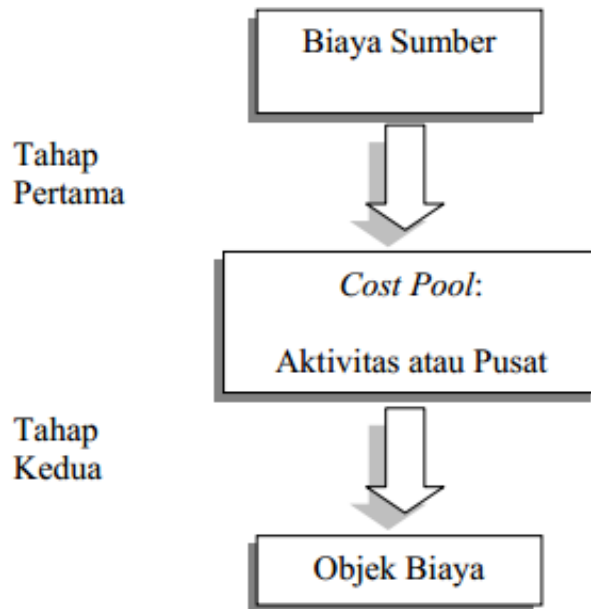 Biaya Sumber
Tahap
Pertama
Cost Pool:
Aktivitas atau Pusat
Tahap
Kedua
Objek Biaya